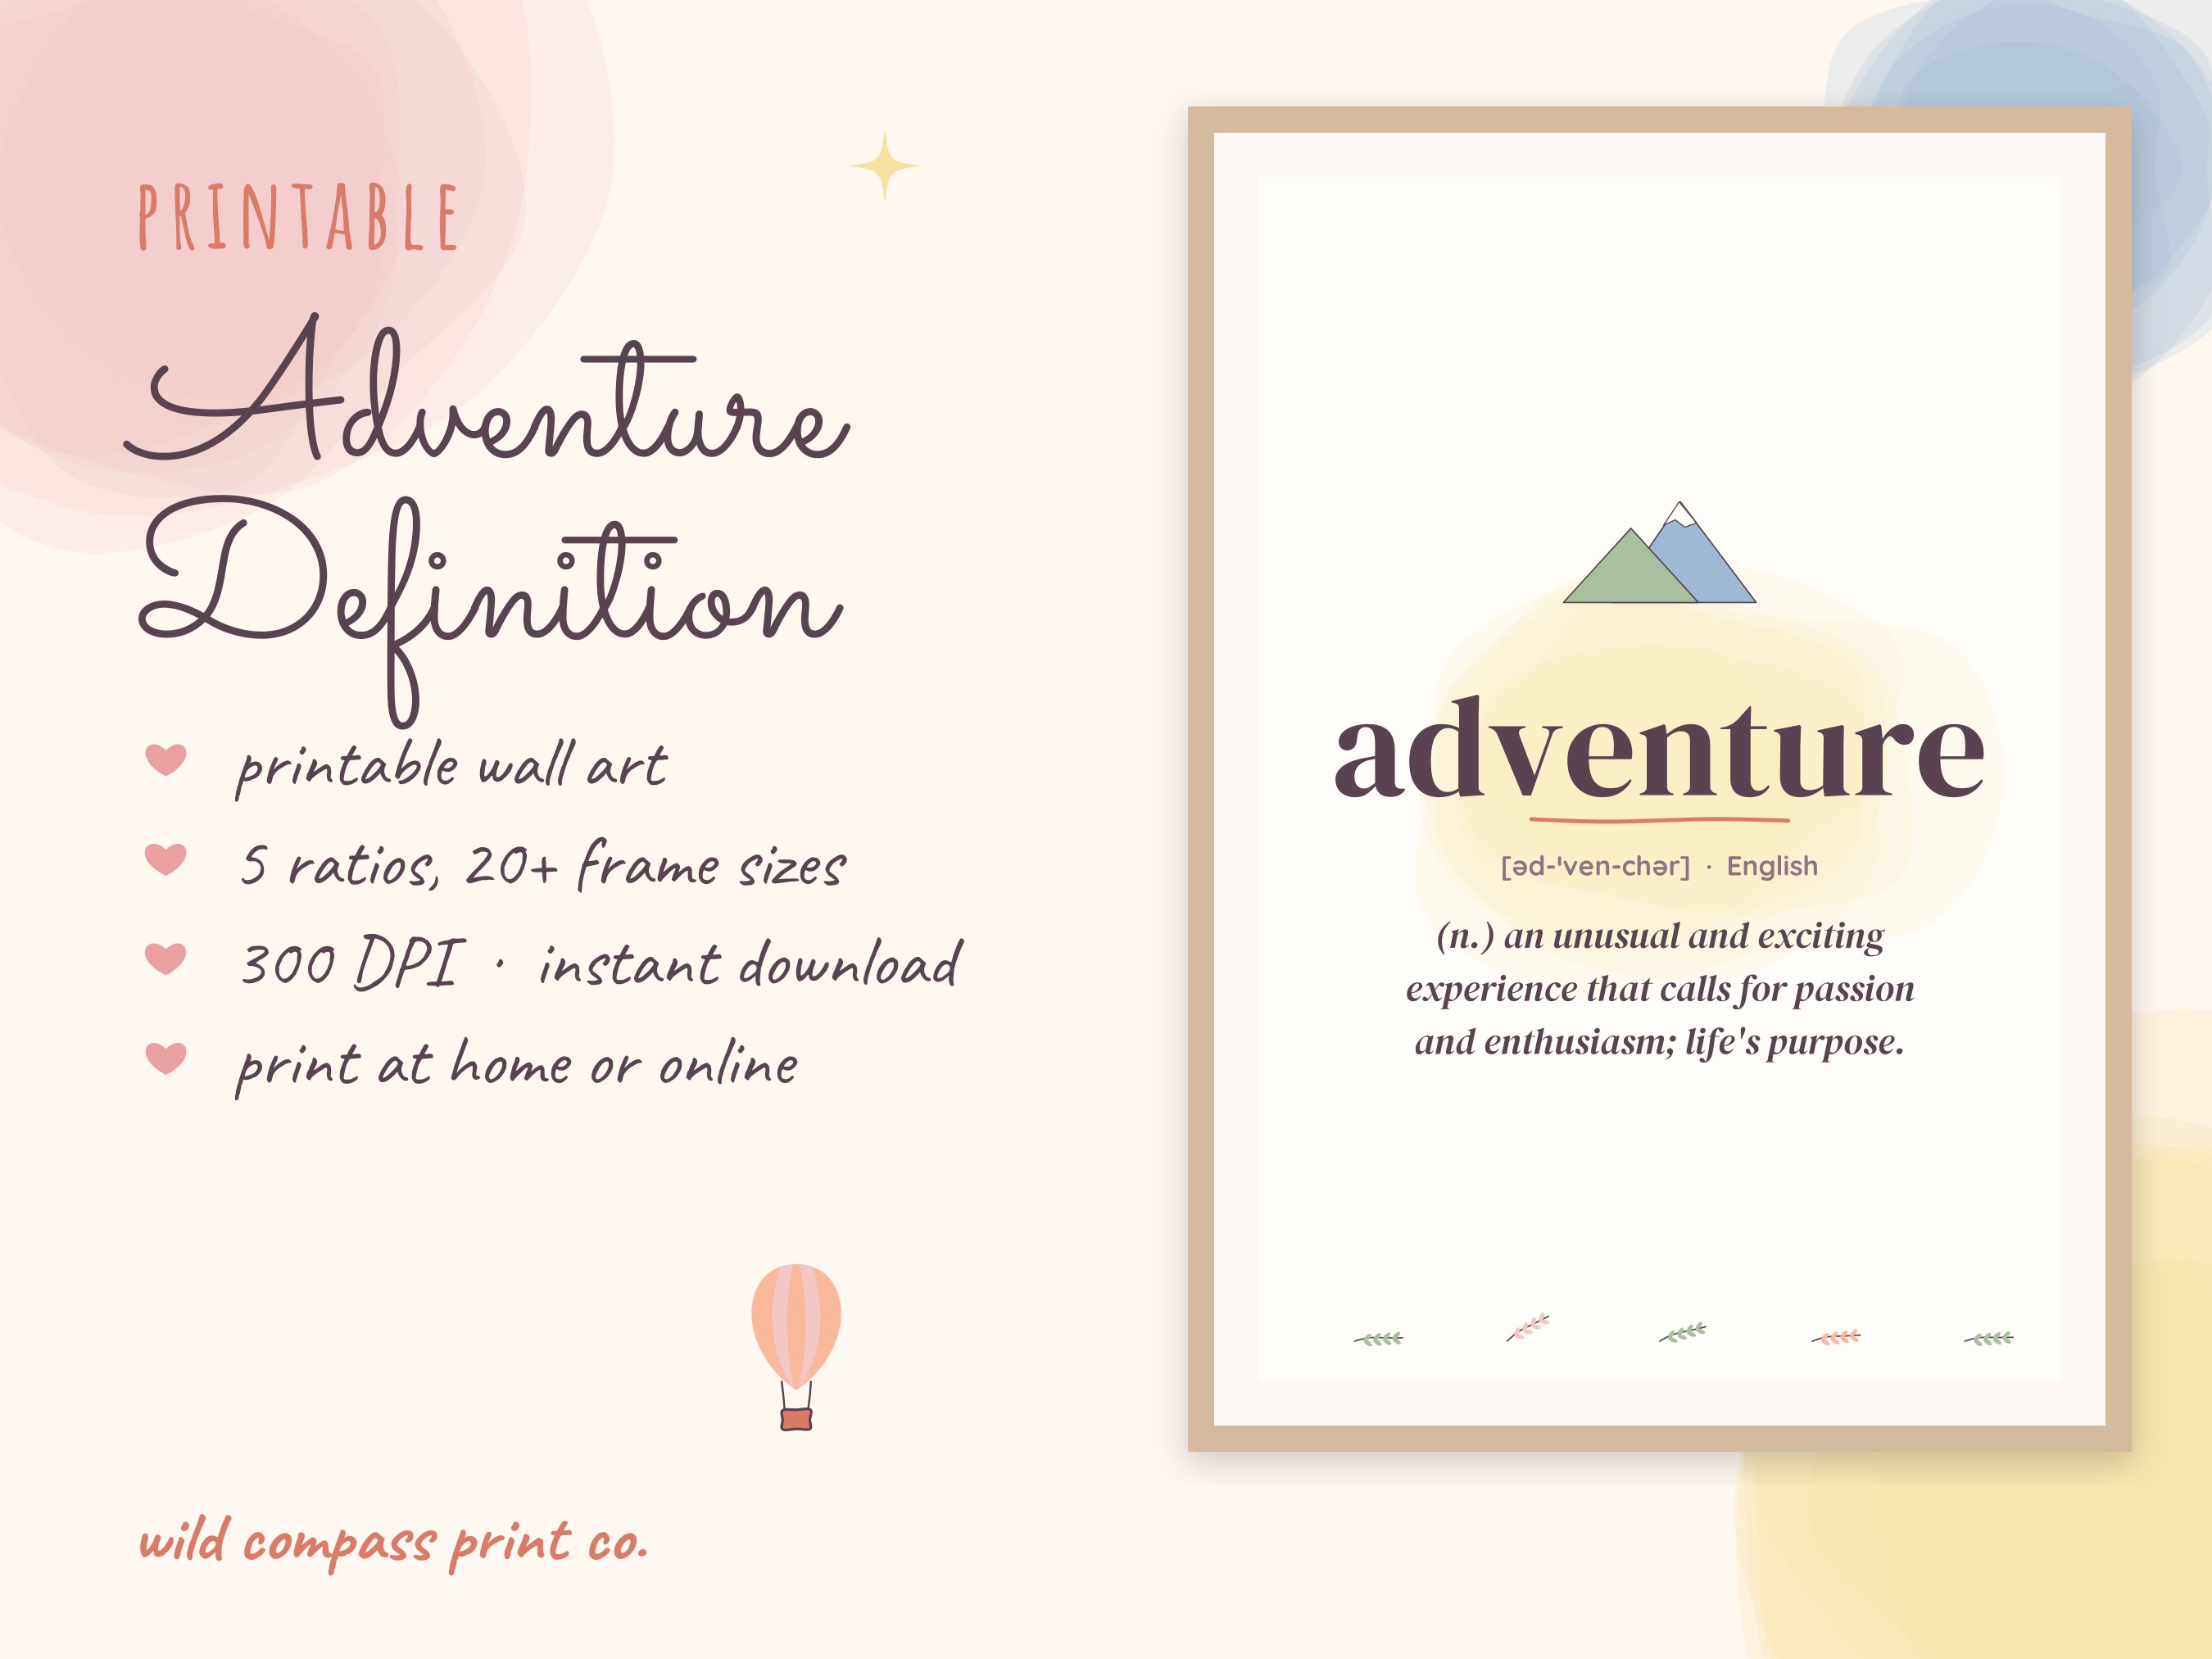 PRINTABLE
Adventure
Definition
printable wall art
5 ratios, 20+ frame sizes
300 DPI · instant download
print at home or online
wild compass print co.
adventure
[əd-ˈven-chər] · English
(n.) an unusual and exciting
experience that calls for passion
and enthusiasm; life's purpose.